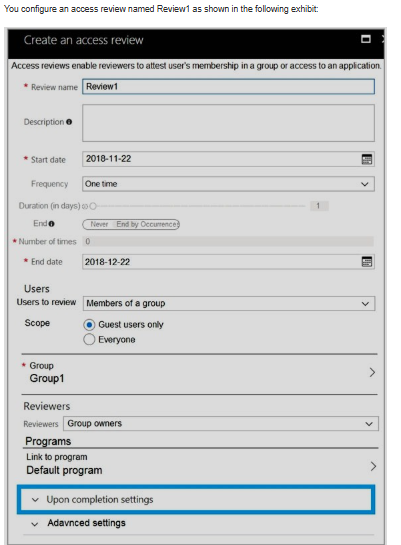 You configure an access review named Review1 as shown in the following exhibit:
Create an access review
Access reviews enable reviewers to attest user's membership in a group or access to an application.
* Review name Review1
Description
* Start date 2018-11-22
Frequency One time
Duration (in days) 1
End Never End by Occurrence
* Number of times 0
* End date 2018-12-22
Users
Users to review Members of a group
Scope Guest users only
Everyone
* Group
Group1
Reviewers
Reviewers Group owners
Programs
Link to program
Default program
Upon completion settings
Adavnced settings